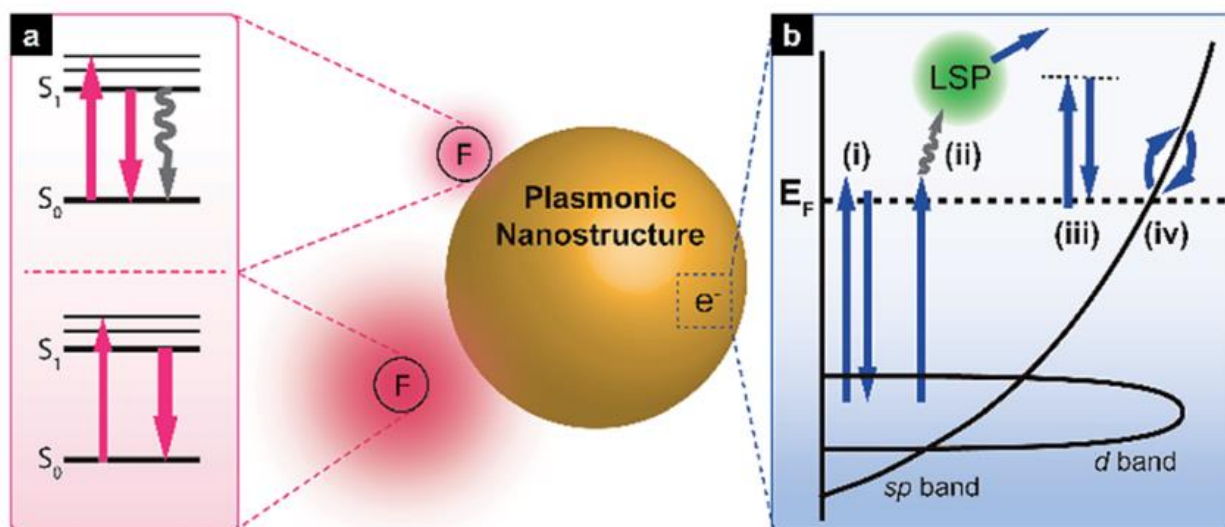 a
S1
S0
S1
S0
F
F
Plasmonic
Nanostructure
e-
b
LSP
(i)
(ii)
EF
(iii)
(iv)
d band
sp band